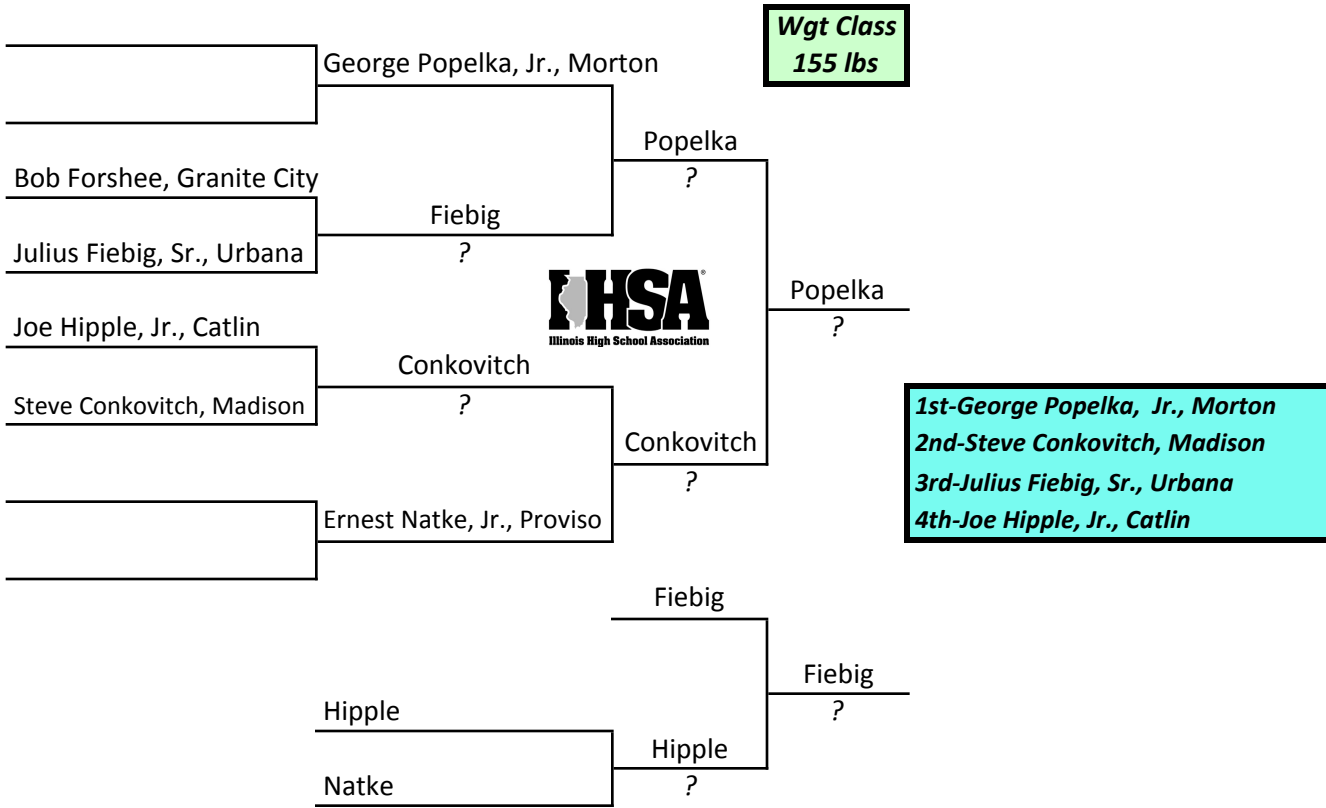 Wgt Class
155 lbs
George Popelka, Jr., Morton
Popelka
?
Bob Forshee, Granite City
Fiebig
?
Julius Fiebig, Sr., Urbana
IHSA®
Illinois High School Association
Popelka
?
Joe Hipple, Jr., Catlin
Conkovitch
?
Steve Conkovitch, Madison
Conkovitch
?
1st-George Popelka, Jr., Morton
2nd-Steve Conkovitch, Madison
3rd-Julius Fiebig, Sr., Urbana
4th-Joe Hipple, Jr., Catlin
Ernest Natke, Jr., Proviso
Fiebig
Fiebig
?
Hipple
Hipple
?
Natke